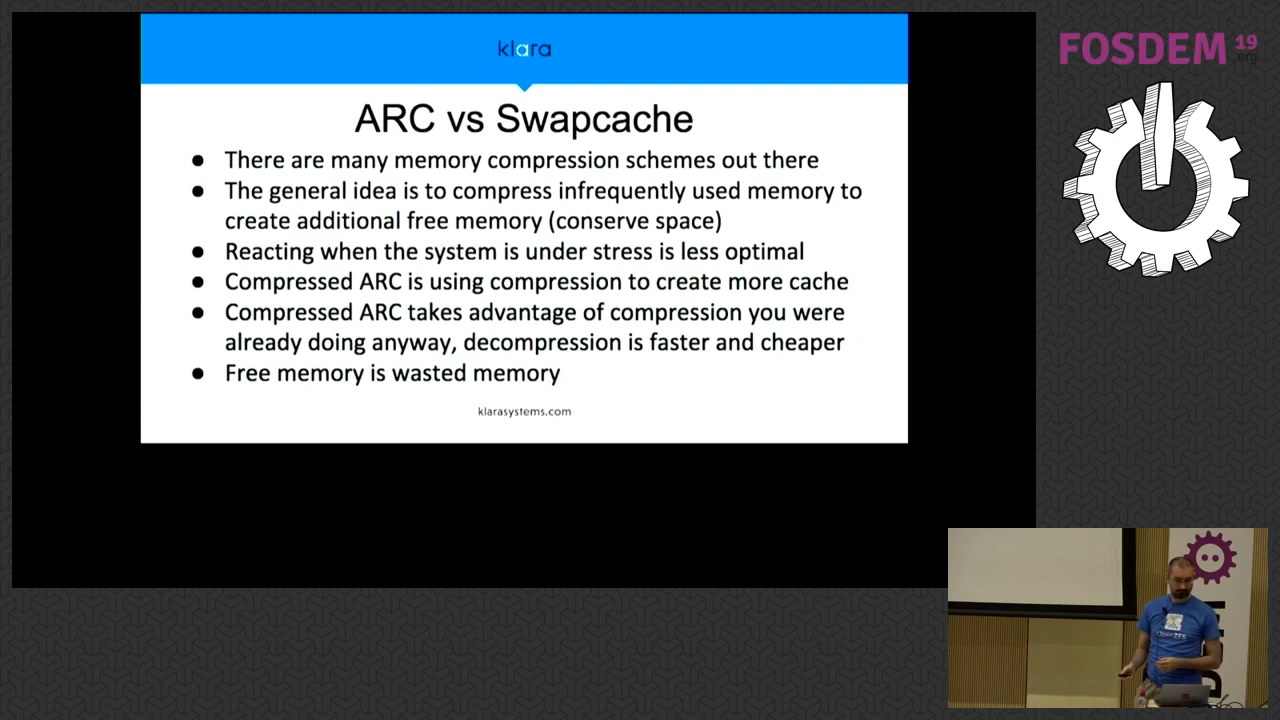 klara
FOSDEM 19
.org
ARC vs Swapcache
● There are many memory compression schemes out there
● The general idea is to compress infrequently used memory to
create additional free memory (conserve space)
● Reacting when the system is under stress is less optimal
● Compressed ARC is using compression to create more cache
● Compressed ARC takes advantage of compression you were
already doing anyway, decompression is faster and cheaper
● Free memory is wasted memory
klarasystems.com
OpenZFS